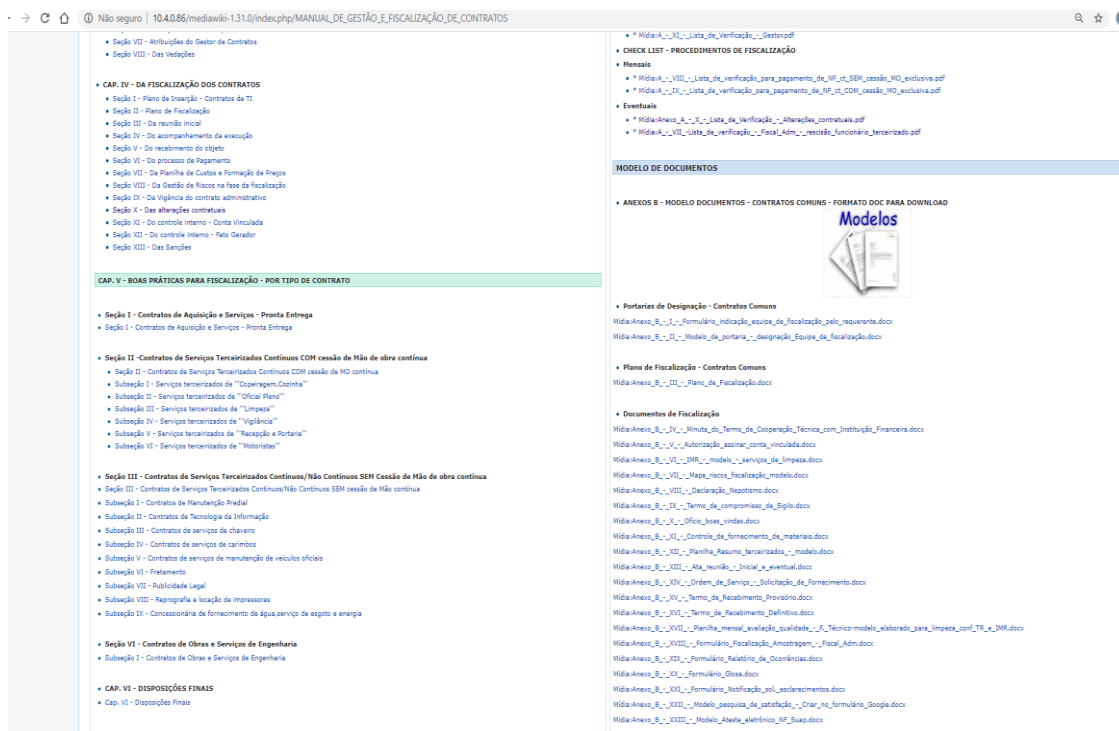 Não seguro | 10.4.0.86/mediawiki-1.31.0/index.php/MANUAL_DE_GESTÃO_E_FISCALIZAÇÃO_DE_CONTRATOS
Seção VII - Atribuições do Gestor de Contratos
Seção VIII - Das Vedações
CAP. IV - DA FISCALIZAÇÃO DOS CONTRATOS
Seção I - Plano de Inserção - Contratos de TI
Seção II - Plano de Fiscalização
Seção III - Da reunião inicial
Seção IV - Do acompanhamento da execução
Seção V - Do recebimento do objeto
Seção VI - Do processo de Pagamento
Seção VII - Da Planilha de Custos e Formação de Preços
Seção VIII - Da Gestão de Riscos na fase da fiscalização
Seção IX - Da Vigência do contrato administrativo
Seção X - Das alterações contratuais
Seção XI - Do controle interno - Conta Vinculada
Seção XII - Do controle interno - Fato Gerador
Seção XIII - Das Sanções
CAP. V - BOAS PRÁTICAS PARA FISCALIZAÇÃO - POR TIPO DE CONTRATO
Seção I - Contratos de Aquisição e Serviços - Pronta Entrega
Seção I - Contratos de Aquisição e Serviços - Pronta Entrega
Seção II -Contratos de Serviços Terceirizados Contínuos COM cessão de Mão de obra contínua
Seção II - Contratos de Serviços Terceirizados Contínuos COM cessão de MO contínua
Subseção I - Serviços terceirizados de '"Copeiragem,Cozinha"'
Subseção II - Serviços terceirizados de '"Oficial Pleno"'
Subseção III - Serviços terceirizados de '"Limpeza"'
Subseção IV - Serviços terceirizados de '"Vigilância"'
Subseção V - Serviços terceirizados de '"Recepção e Portaria"'
Subseção VI - Serviços terceirizados de '"Motoristas"'
Seção III - Contratos de Serviços Terceirizados Contínuos/Não Contínuos SEM Cessão de Mão de obra contínua
Seção III - Contratos de Serviços Terceirizados Contínuos/Não Contínuos SEM cessão de Mão contínua
Subseção I - Contratos de Manutenção Predial
Subseção II - Contratos de Tecnologia da Informação
Subseção III - Contratos de serviços de chaveiro
Subseção IV - Contratos de serviços de carimbos
Subseção V - Contratos de serviços de manutenção de veículos oficiais
Subseção VI - Fretamento
Subseção VII - Publicidade Legal
Subseção VIII - Reprografia e locação de impressoras
Subseção IX - Concessionária de fornecimento de água,serviço de esgoto e energia
Seção VI - Contratos de Obras e Serviços de Engenharia
Subseção I - Contratos de Obras e Serviços de Engenharia
CAP. VI - DISPOSIÇÕES FINAIS
Cap. VI - Disposições Finais
* Mídia:A_-_XI_-_Lista_de_Verificação_-_Gestor.pdf
CHECK LIST - PROCEDIMENTOS DE FISCALIZAÇÃO
Mensais
* Mídia:A_-_VIII_-_Lista_de_verificação_para_pagamento_de_NF_ct_SEM_cessão_MO_exclusiva.pdf
* Mídia:A_-_IX_-_Lista_de_verificação_para_pagamento_de_NF_ct_COM_cessão_MO_exclusiva.pdf
Eventuais
* Mídia:Anexo_A_-_X_-_Lista_de_Verificação_-_Alterações_contratuais.pdf
* Mídia:A_-_VII_-Lista_de_verificação_-_Fiscal_Adm_-_rescisão_funcionário_terceirizado.pdf
MODELO DE DOCUMENTOS
ANEXOS B - MODELO DOCUMENTOS - CONTRATOS COMUNS - FORMATO DOC PARA DOWNLOAD
Modelos
Portarias de Designação - Contratos Comuns
Mídia:Anexo_B_-_I_-_Formulário_indicação_equipe_de_fiscalização_pelo_requerente.docx
Mídia:Anexo_B_-_II_-_Modelo_de_portaria_-_designação_Equipe_de_fiscalização.docx
Plano de Fiscalização - Contratos Comuns
Mídia:Anexo_B_-_III_-_Plano_de_Fiscalização.docx
Documentos de Fiscalização
Mídia:Anexo_B_-_IV_-_Minuta_do_Termo_de_Cooperação_Técnica_com_Instituição_Financeira.docx
Mídia:Anexo_B_-_V_-_Autorização_assinar_conta_vinculada.docx
Mídia:Anexo_B_-_VI_-_IMR_-_modelo_-_serviços_de_limpeza.docx
Mídia:Anexo_B_-_VII_-_Mapa_riscos_fiscalização_modelo.docx
Mídia:Anexo_B_-_VIII_-_Declaração_Nepotismo.docx
Mídia:Anexo_B_-_IX_-_Termo_de_compromisso_de_Sigilo.docx
Mídia:Anexo_B_-_X_-_Ofício_boas_vindas.docx
Mídia:Anexo_B_-_XI_-_Controle_de_fornecimento_de_materiais.docx
Mídia:Anexo_B_-_XII_-_Planilha_Resumo_terceirizados_-_modelo.docx
Mídia:Anexo_B_-_XIII_-_Ata_reunião_-_Inicial_e_eventual.docx
Mídia:Anexo_B_-_XIV_-_Ordem_de_Serviço_-_Solicitação_de_Fornecimento.docx
Mídia:Anexo_B_-_XV_-_Termo_de_Recebimento_Provisório.docx
Mídia:Anexo_B_-_XVI_-_Termo_de_Recebimento_Definitivo.docx
Mídia:Anexo_B_-_XVII_-_Planilha_mensal_avaliação_qualidade_-_F._Técnico-modelo_elaborado_para_limpeza_conf_TR_e_IMR.docx
Mídia:Anexo_B_-_XVIII_-_Formulário_Fiscalização_Amostragem_-_Fiscal_Adm.docx
Mídia:Anexo_B_-_XIX_-_Formulário_Relatório_de_Ocorrências.docx
Mídia:Anexo_B_-_XX_-_Formulário_Glosa.docx
Mídia:Anexo_B_-_XXI_-_Formulário_Notificação_sol._esclarecimentos.docx
Mídia:Anexo_B_-_XXII_-_Modelo_pesquisa_de_satisfação_-_Criar_no_formulário_Google.docx
Mídia:Anexo_B_-_XXIII_-_Modelo_Ateste_eletrônico_NF_Suap.docx